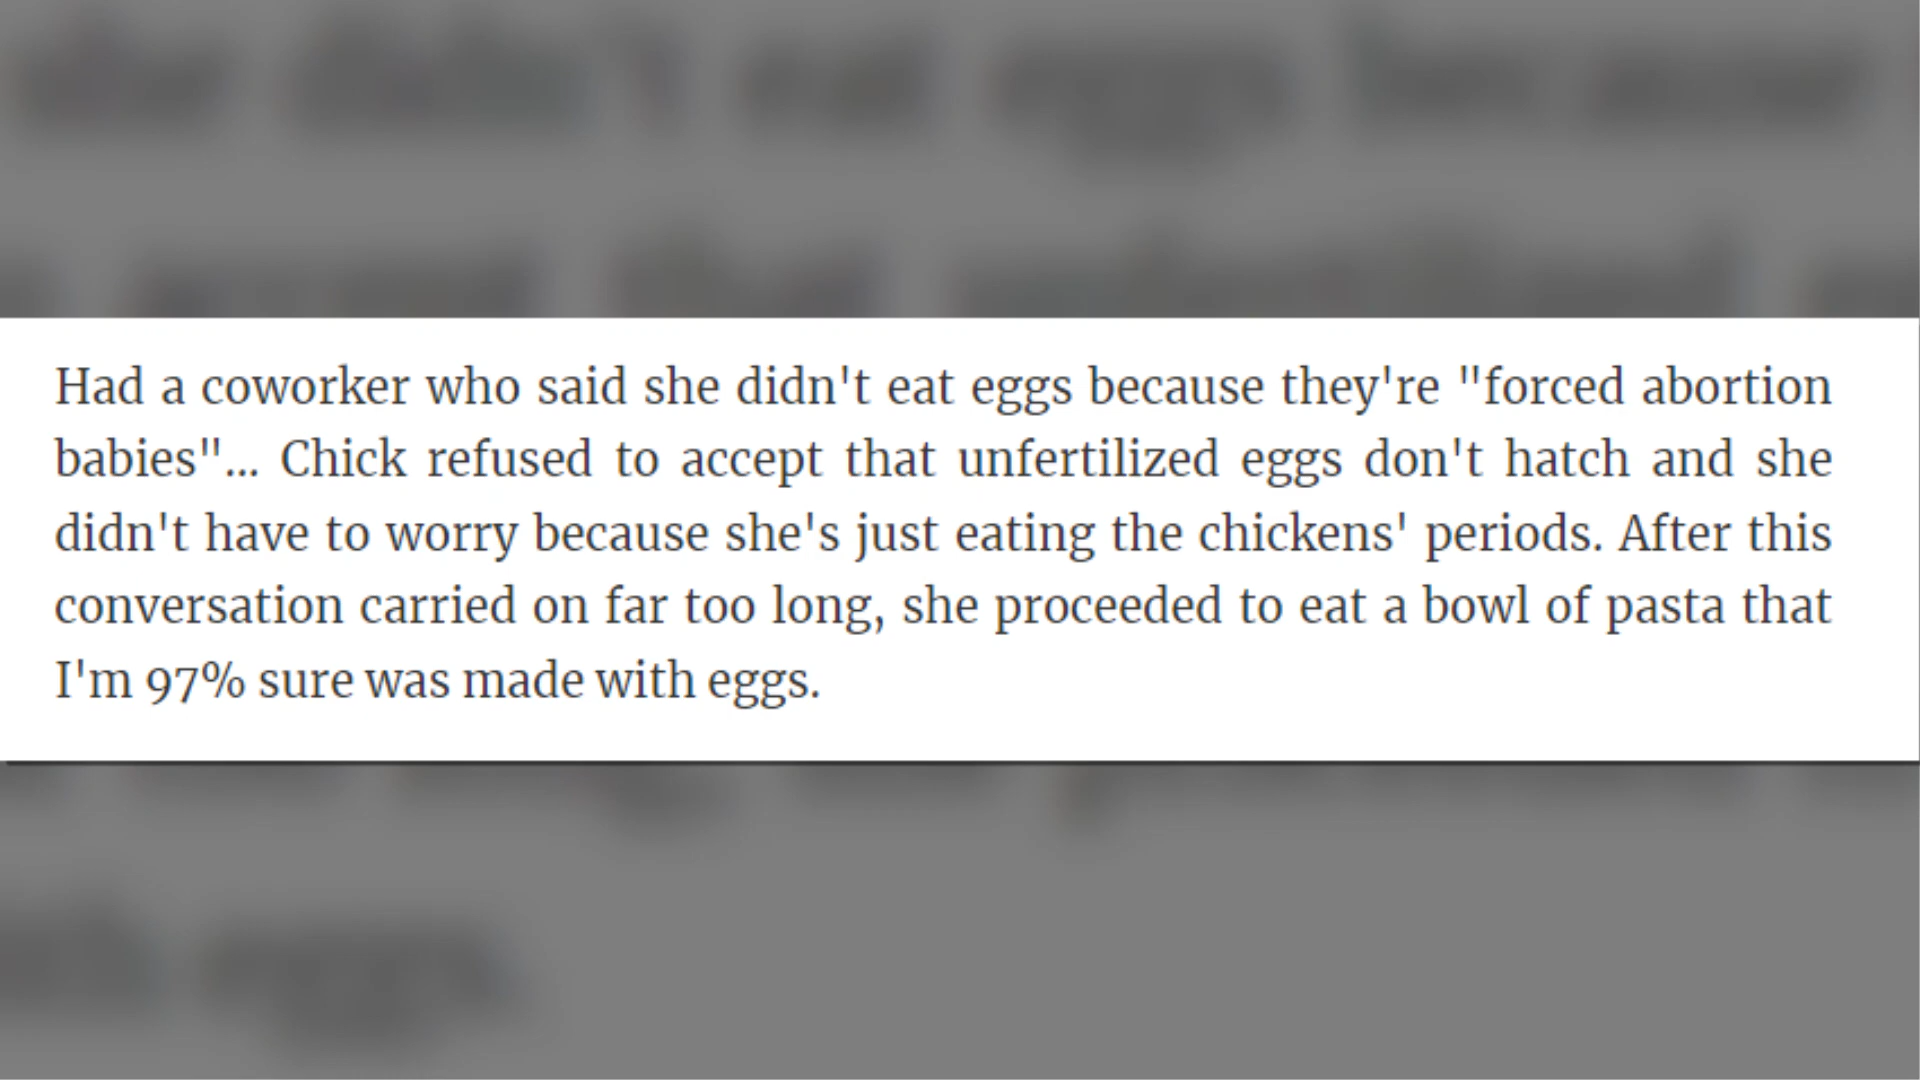 Had a coworker who said she didn't eat eggs because they're "forced abortion
babies"... Chick refused to accept that unfertilized eggs don't hatch and she
didn't have to worry because she's just eating the chickens' periods. After this
conversation carried on far too long, she proceeded to eat a bowl of pasta that
I'm 97% sure was made with eggs.